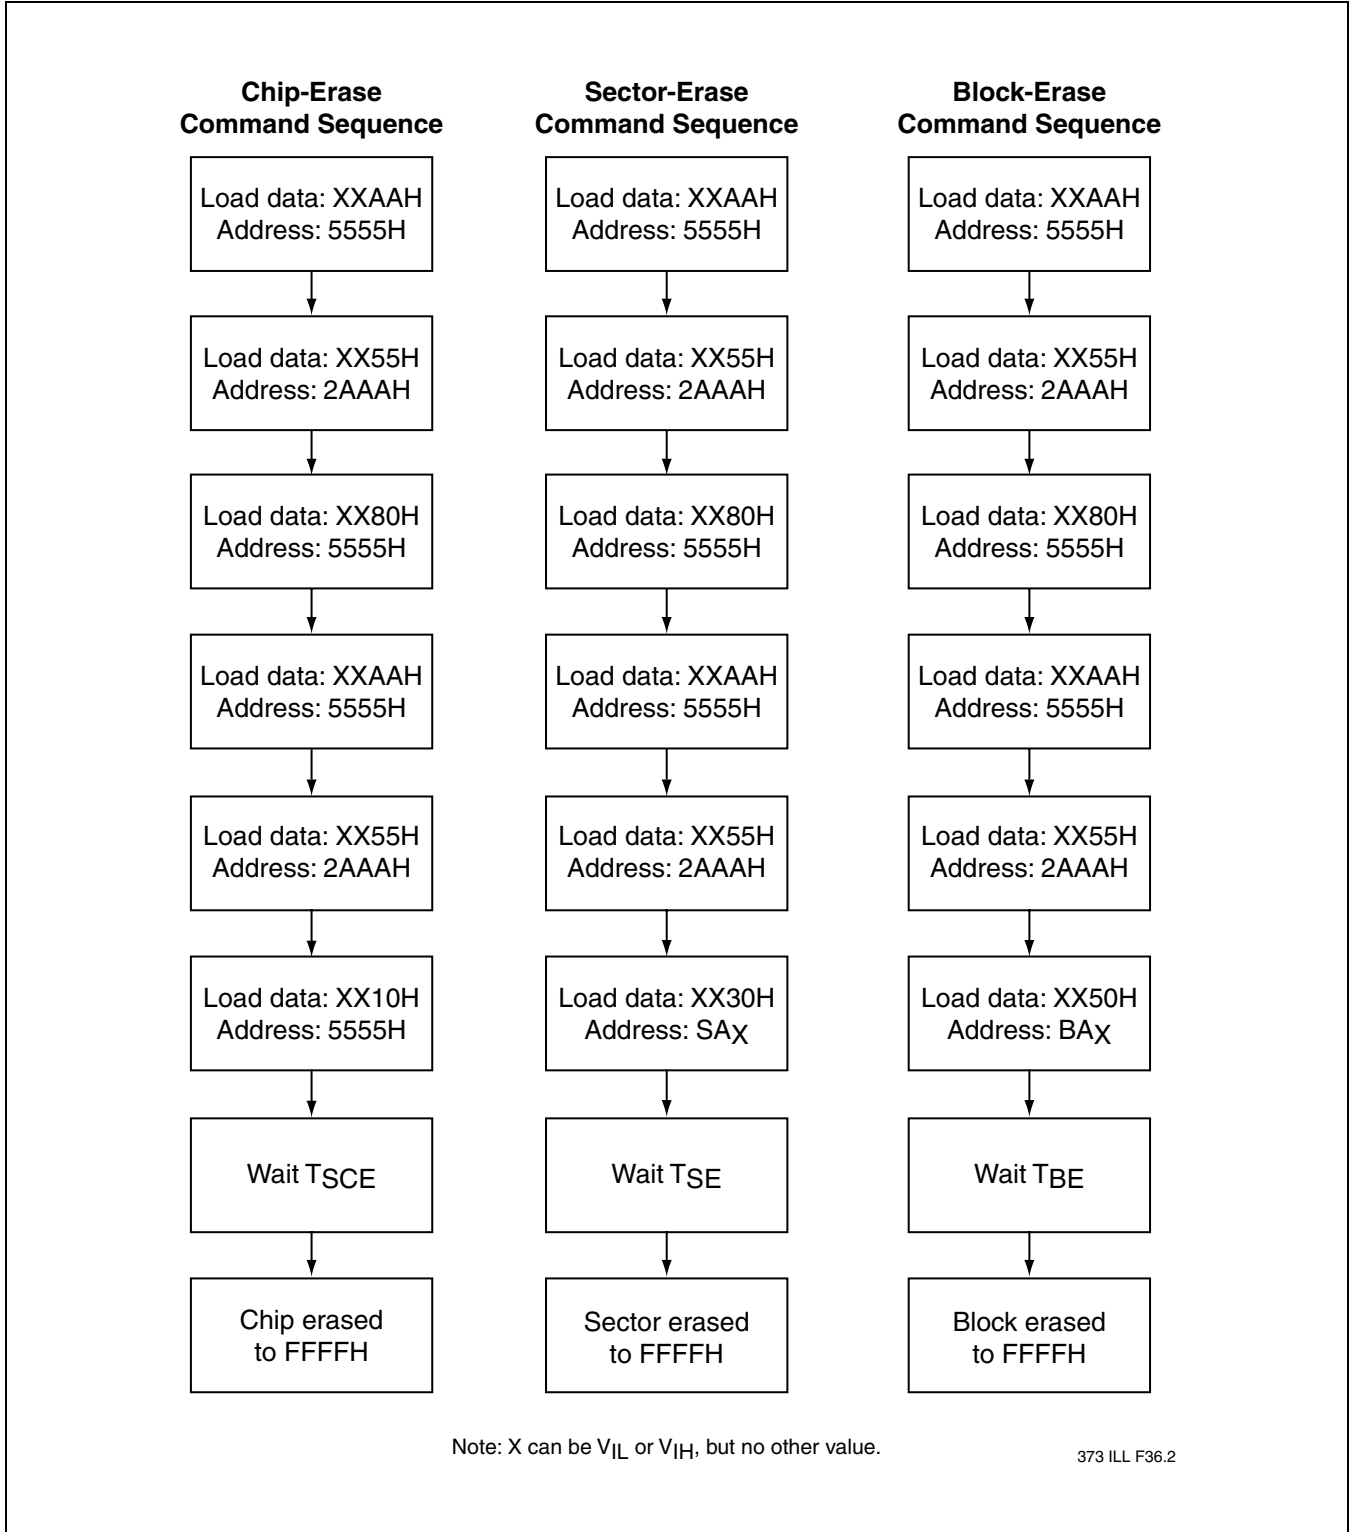 Chip-Erase
Command Sequence
Load data: XXAAH
Address: 5555H
Load data: XX55H
Address: 2AAAH
Load data: XX80H
Address: 5555H
Load data: XXAAH
Address: 5555H
Load data: XX55H
Address: 2AAAH
Load data: XX10H
Address: 5555H
Wait TSCE
Chip erased
to FFFFH
Sector-Erase
Command Sequence
Load data: XXAAH
Address: 5555H
Load data: XX55H
Address: 2AAAH
Load data: XX80H
Address: 5555H
Load data: XXAAH
Address: 5555H
Load data: XX55H
Address: 2AAAH
Load data: XX30H
Address: SAX
Wait TSE
Sector erased
to FFFFH
Block-Erase
Command Sequence
Load data: XXAAH
Address: 5555H
Load data: XX55H
Address: 2AAAH
Load data: XX80H
Address: 5555H
Load data: XXAAH
Address: 5555H
Load data: XX55H
Address: 2AAAH
Load data: XX50H
Address: BAX
Wait TBE
Block erased
to FFFFH
Note: X can be VIL or VIH, but no other value.
373 ILL F36.2